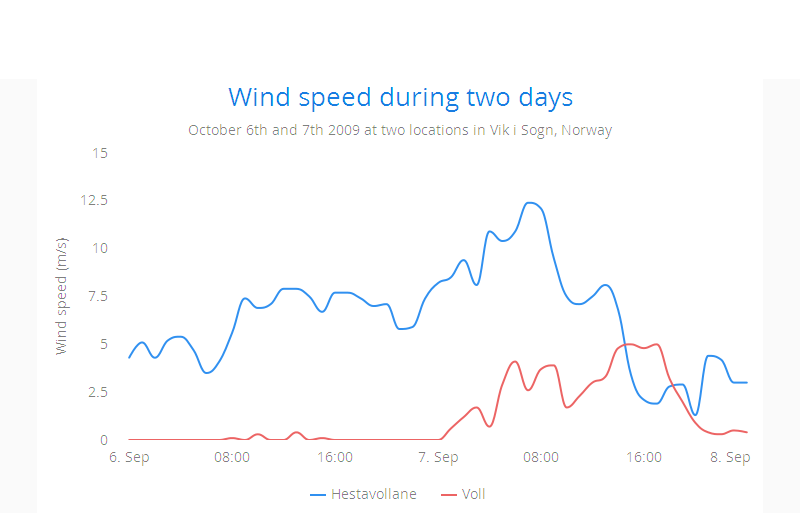 Wind speed during two days
October 6th and 7th 2009 at two locations in Vik i Sogn, Norway
Wind speed (m/s)
15
12.5
10
7.5
5
2.5
0
6. Sep 08:00 16:00 7. Sep 08:00 16:00 8. Sep
Hestavollane Voll